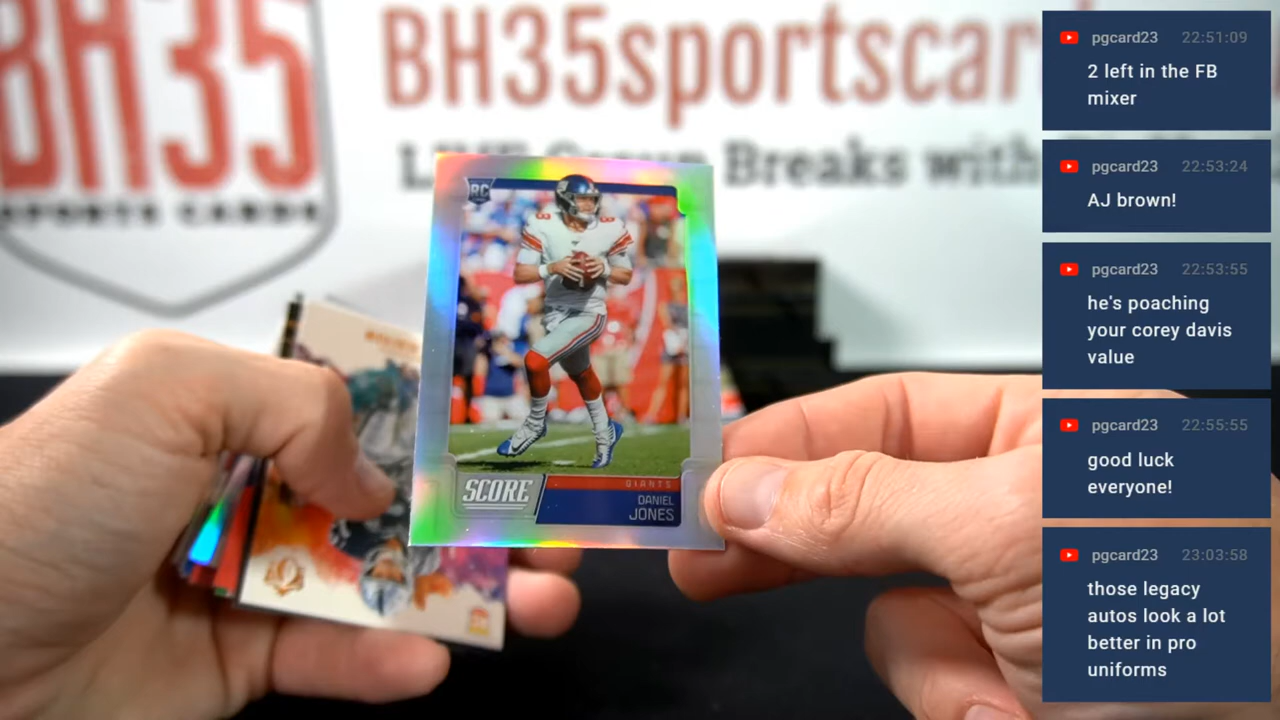 BH35
SPORTS CARDS
BH35sportscar
LIVE Group Breaks with
RC
SCORE
GIANTS
DANIEL
JONES
pgcard23 22:51:09
2 left in the FB
mixer
pgcard23 22:53:24
AJ brown!
pgcard23 22:53:55
he's poaching
your corey davis
value
pgcard23 22:55:55
good luck
everyone!
pgcard23 23:03:58
those legacy
autos look a lot
better in pro
uniforms